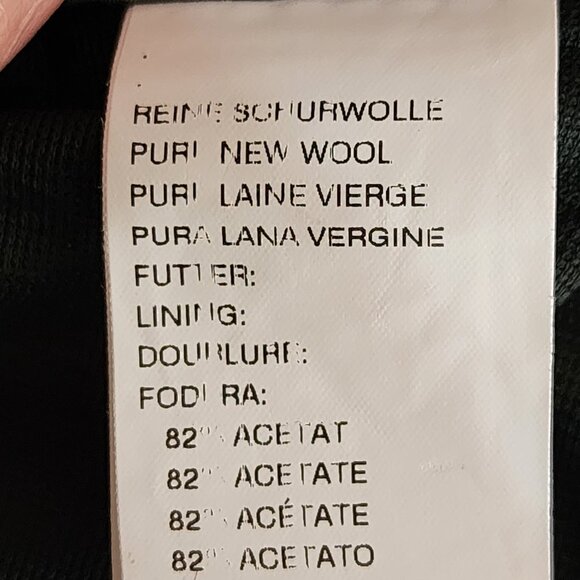 REINE SCHURWOLLE
PURE NEW WOOL
PURE LAINE VIERGE
PURA LANA VERGINE
FUTTER:
LINING:
DOUBLURE:
FODERA:
82% ACETAT
82% ACETATE
82% ACÉTATE
82% ACETATO